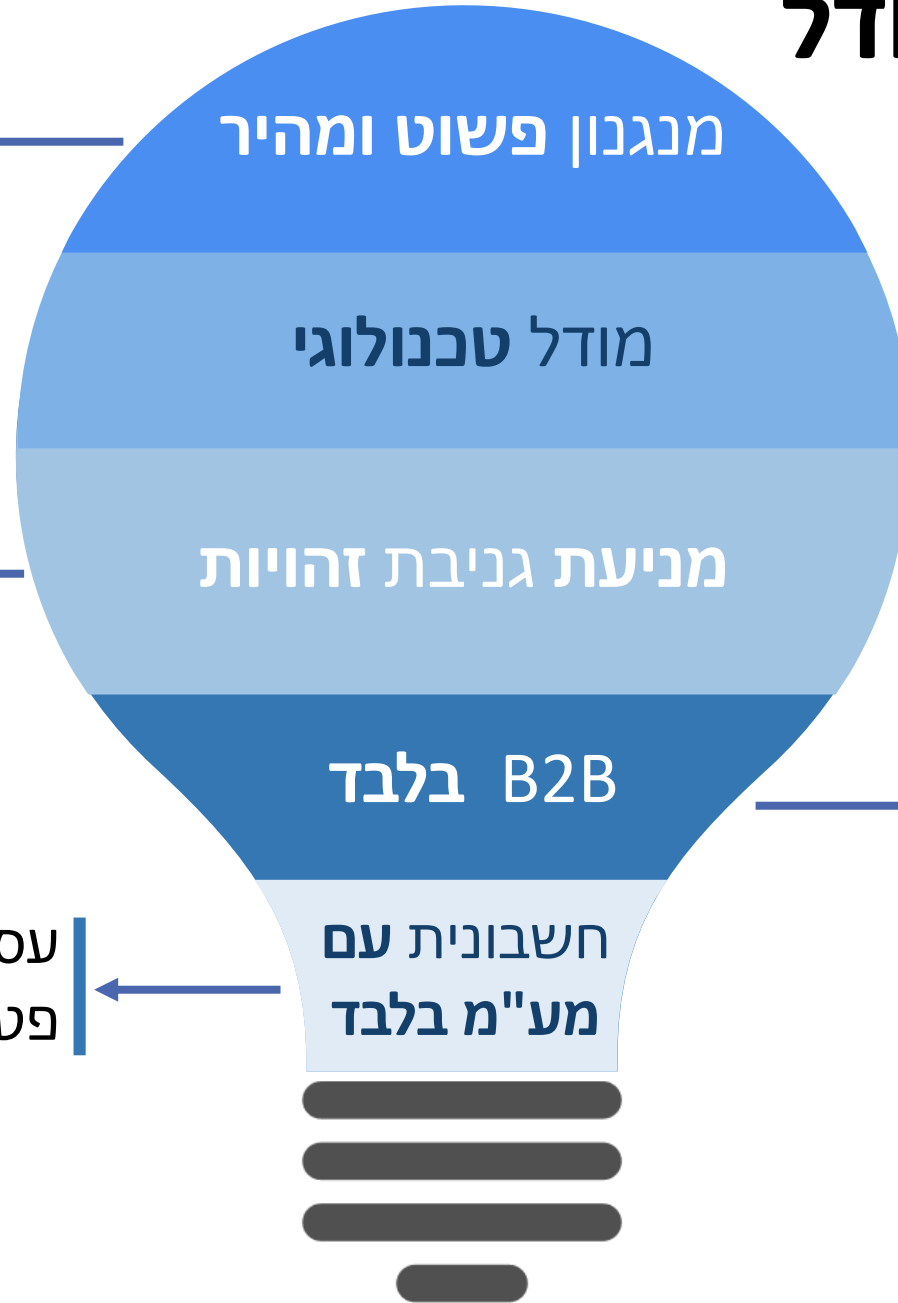 מנגנון פשוט ומהיר
מודל טכנולוגי
מניעת גניבת זהויות
B2B בלבד
חשבונית עם
מע"מ בלבד